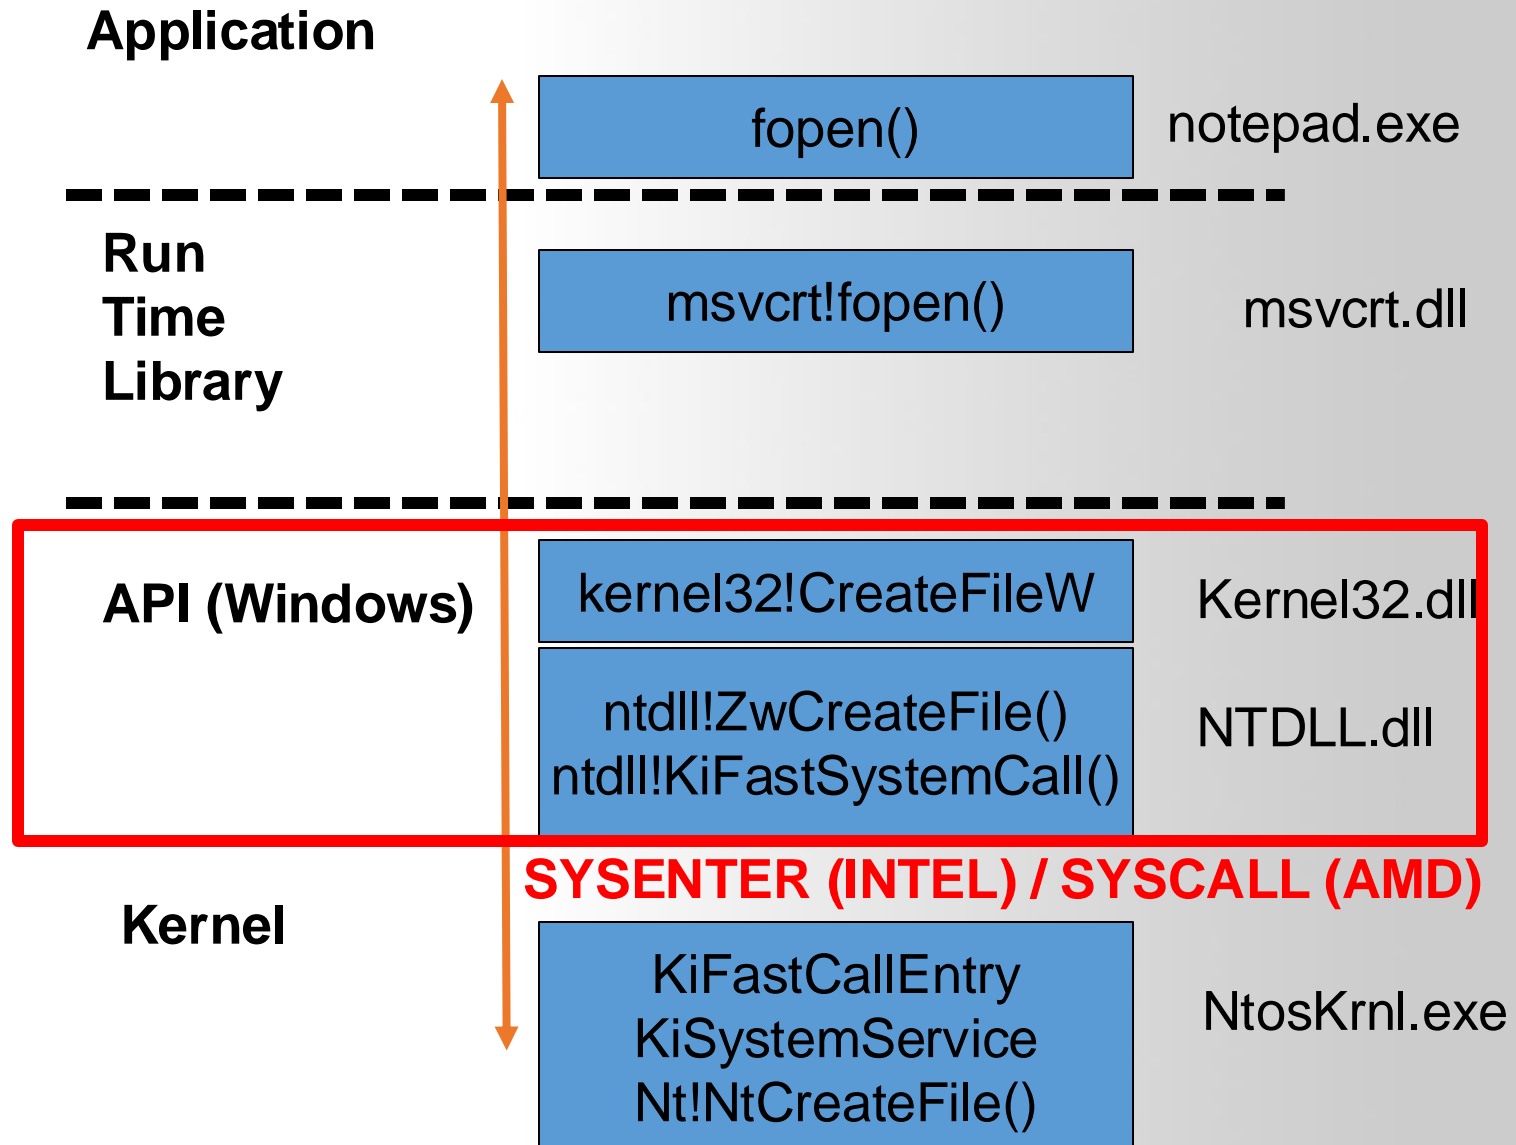 Application
fopen()
notepad.exe
Run
Time
Library
msvcrt!fopen()
msvcrt.dll
API (Windows)
kernel32!CreateFileW
Kernel32.dll
ntdll!ZwCreateFile()
ntdll!KiFastSystemCall()
NTDLL.dll
SYSENTER (INTEL) / SYSCALL (AMD)
Kernel
KiFastCallEntry
KiSystemService
Nt!NtCreateFile()
NtosKrnl.exe